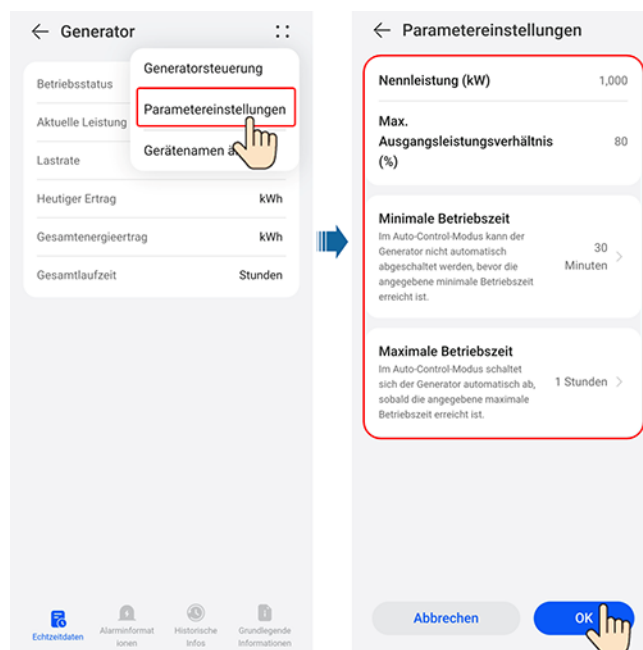 Generator
Generatorsteuerung
Betriebsstatus
Parametereinstellungen
Aktuelle Leistung
Gerätenamen
Lastrate
Heutiger Ertrag kWh
Gesamtenergieertrag kWh
Gesamtlaufzeit Stunden
Echtzeitdaten
Alarminformat
ionen
Historische
Infos
Grundlegende
Informationen
Parametereinstellungen
Nennleistung (kW) 1,000
Max.
Ausgangsleistungsverhältnis
(%)
80
Minimale Betriebszeit
Im Auto-Control-Modus kann der
Generator nicht automatisch
abgeschaltet werden, bevor die
angegebene minimale Betriebszeit
erreicht ist.
30
Minuten
Maximale Betriebszeit
Im Auto-Control-Modus schaltet
sich der Generator automatisch ab,
sobald die angegebene maximale
Betriebszeit erreicht ist.
1 Stunden
Abbrechen
OK